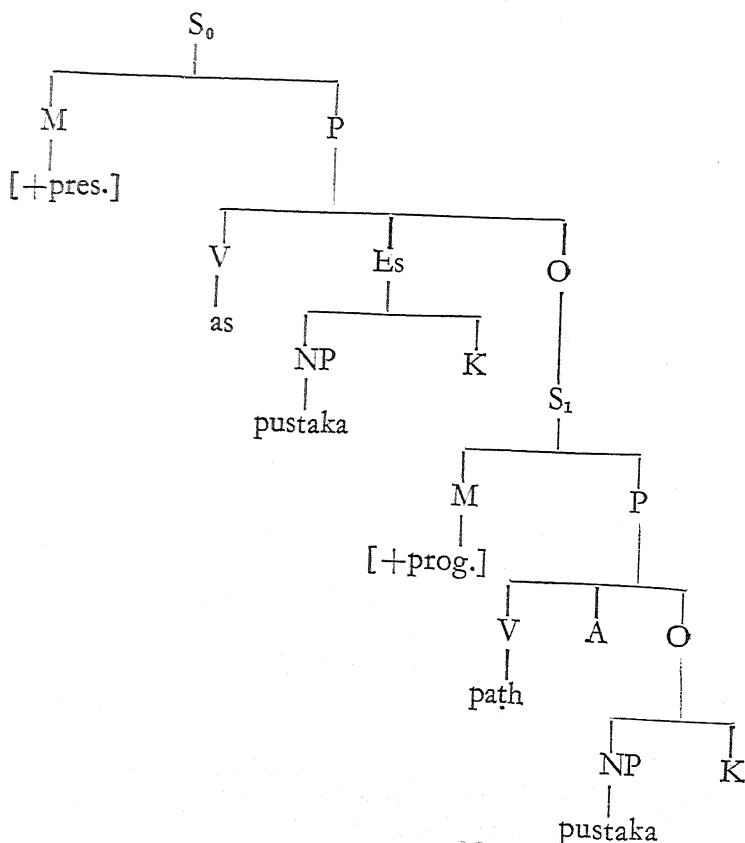 S₀
M P
[+pres.]
V Es O
as
NP K
pustaka
S₁
M P
[+prog.]
V A O
paṭh
NP K
pustaka